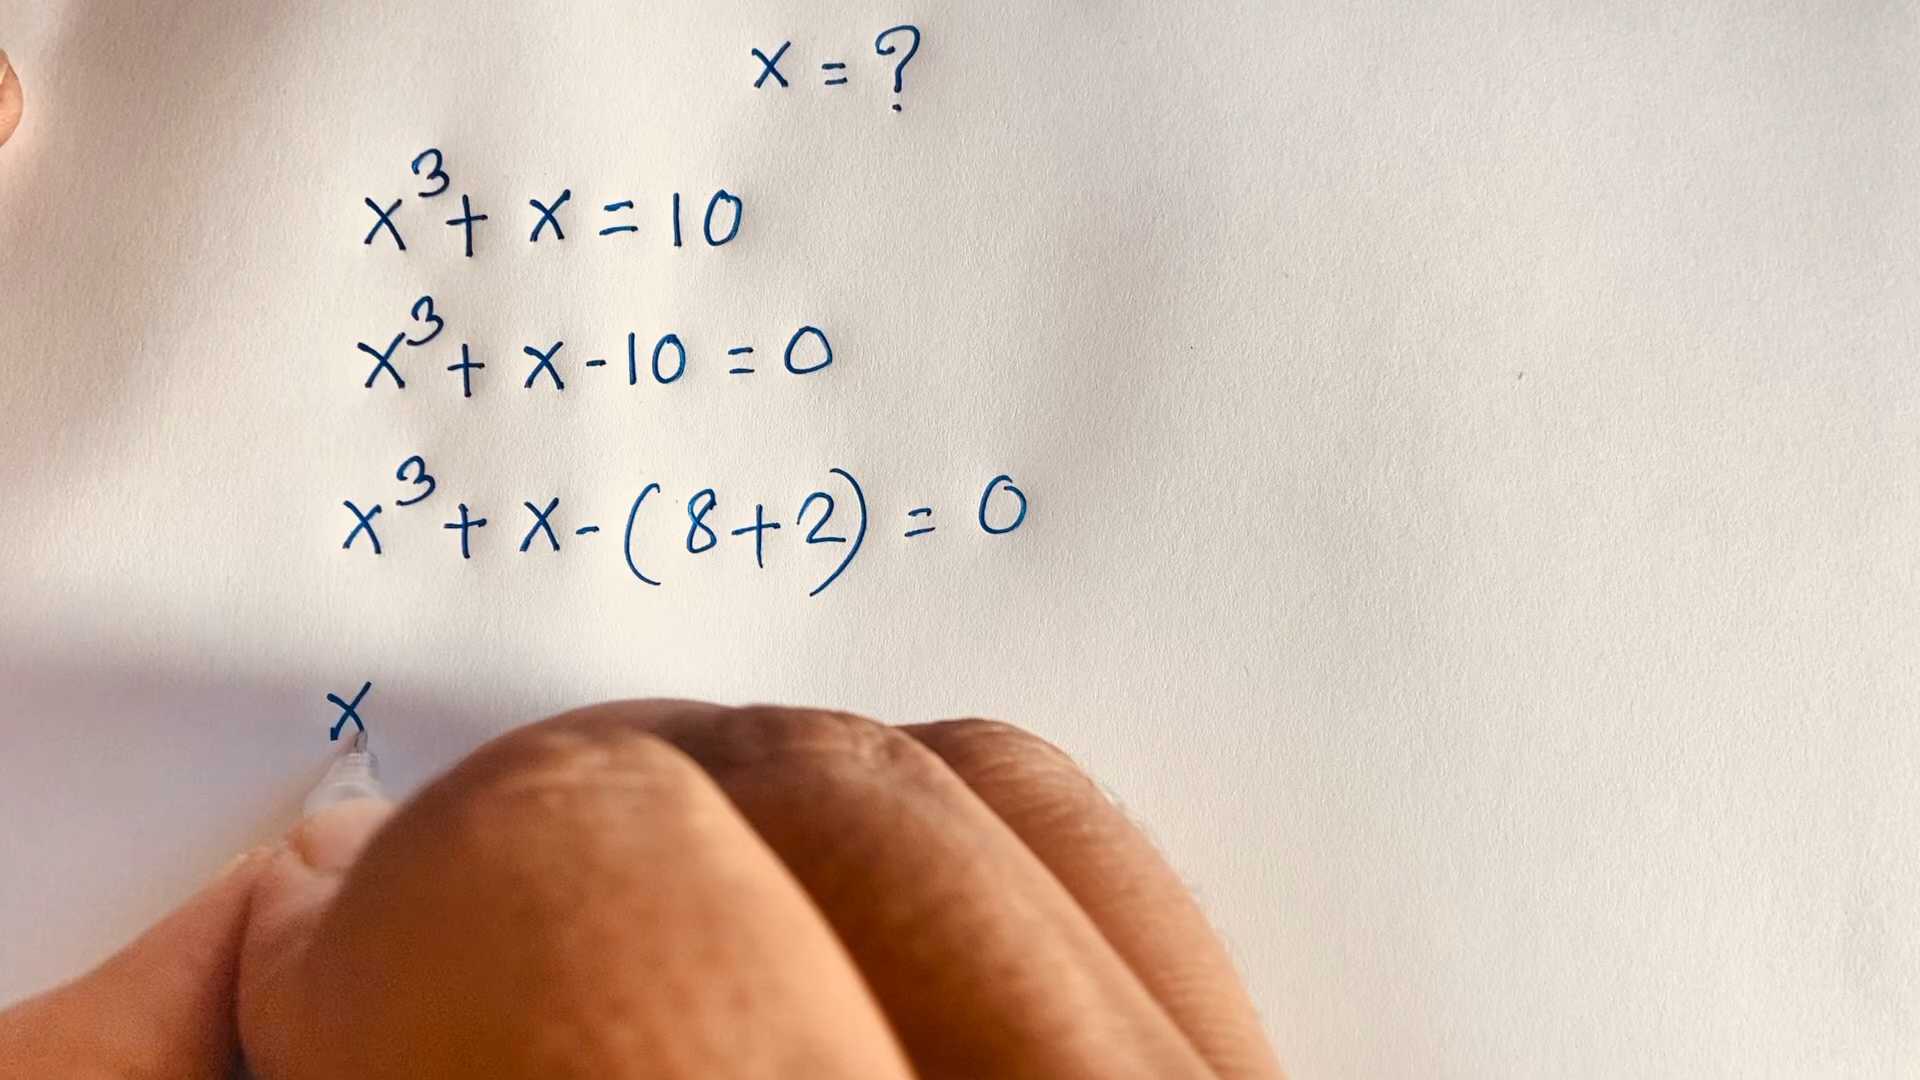 x = ?
x³ + x = 10
x³ + x - 10 = 0
x³ + x - (8+2) = 0
x